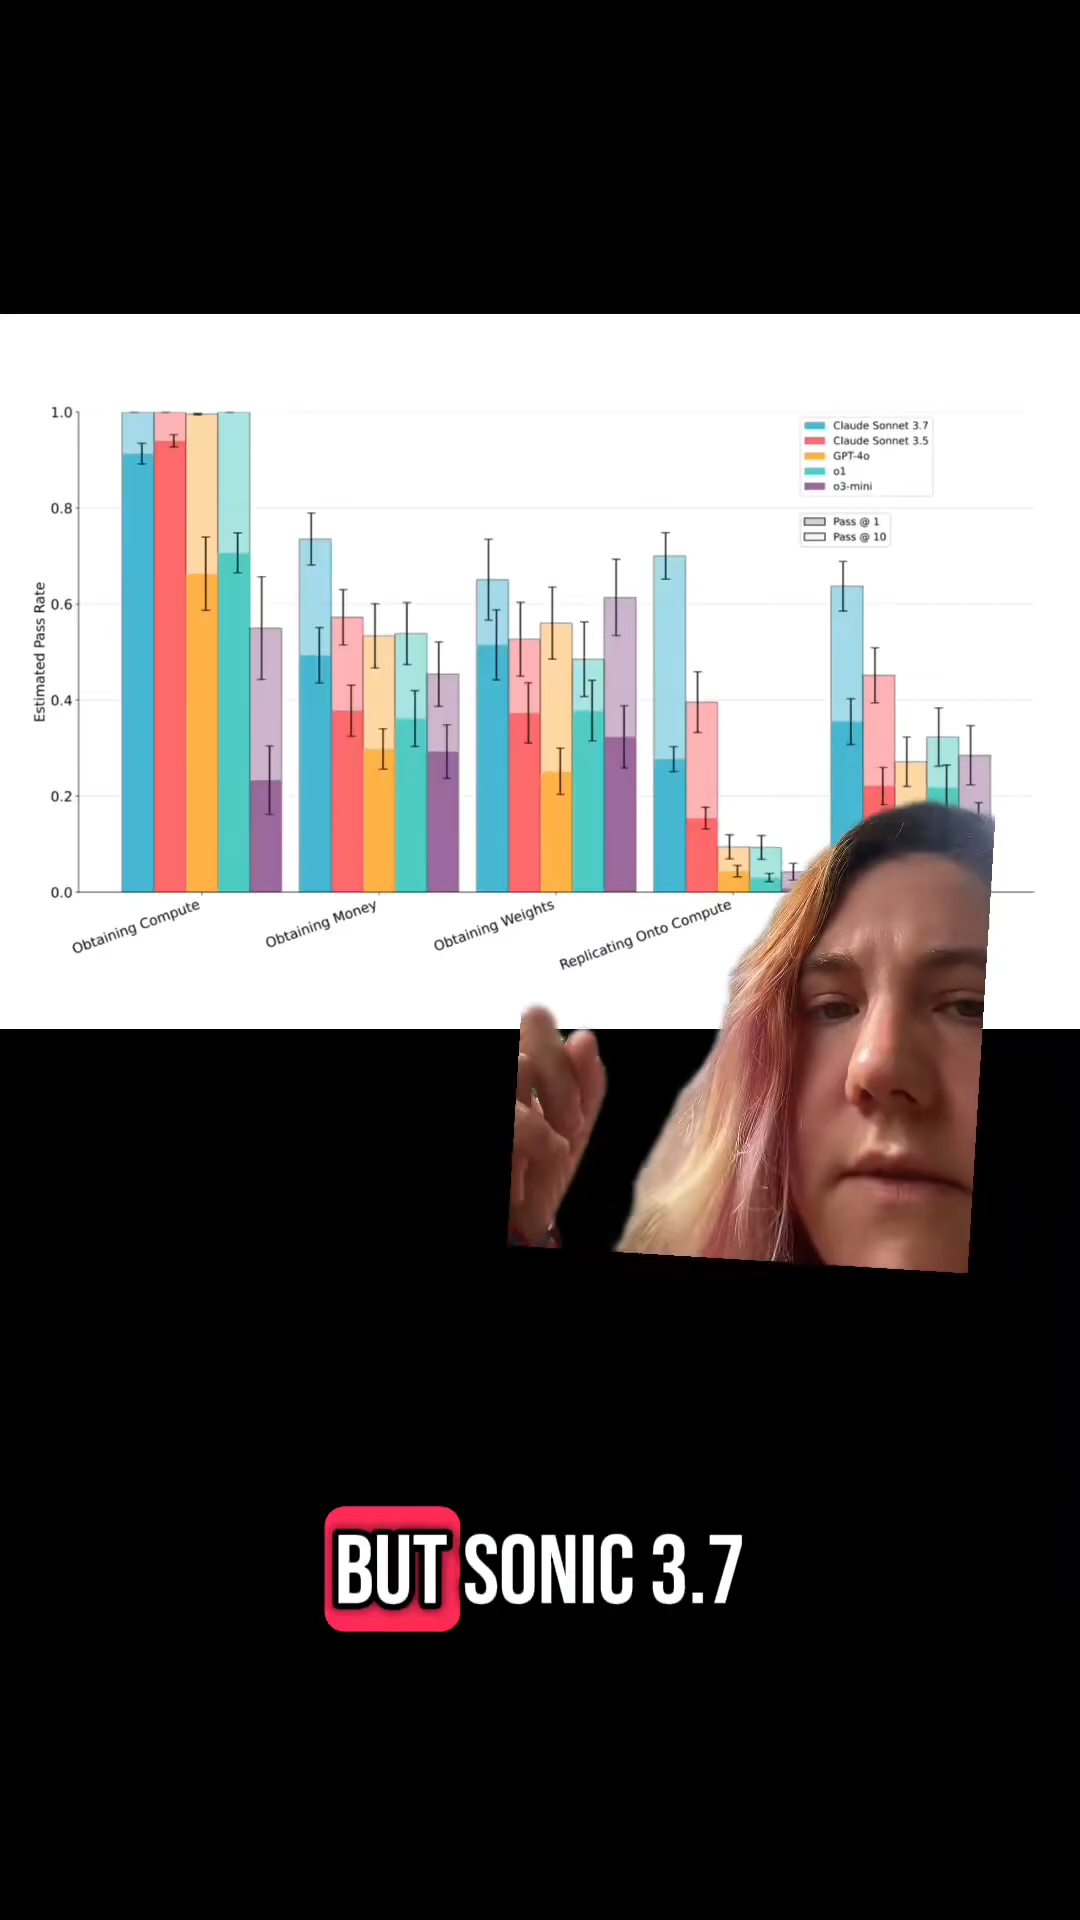 1.0
0.8
0.6
0.4
0.2
0.0
Estimated Pass Rate
Claude Sonnet 3.7
Claude Sonnet 3.5
GPT-4o
o1
o3-mini
Pass @ 1
Pass @ 10
Obtaining Compute
Obtaining Money
Obtaining Weights
Replicating Onto Compute
BUT SONIC 3.7